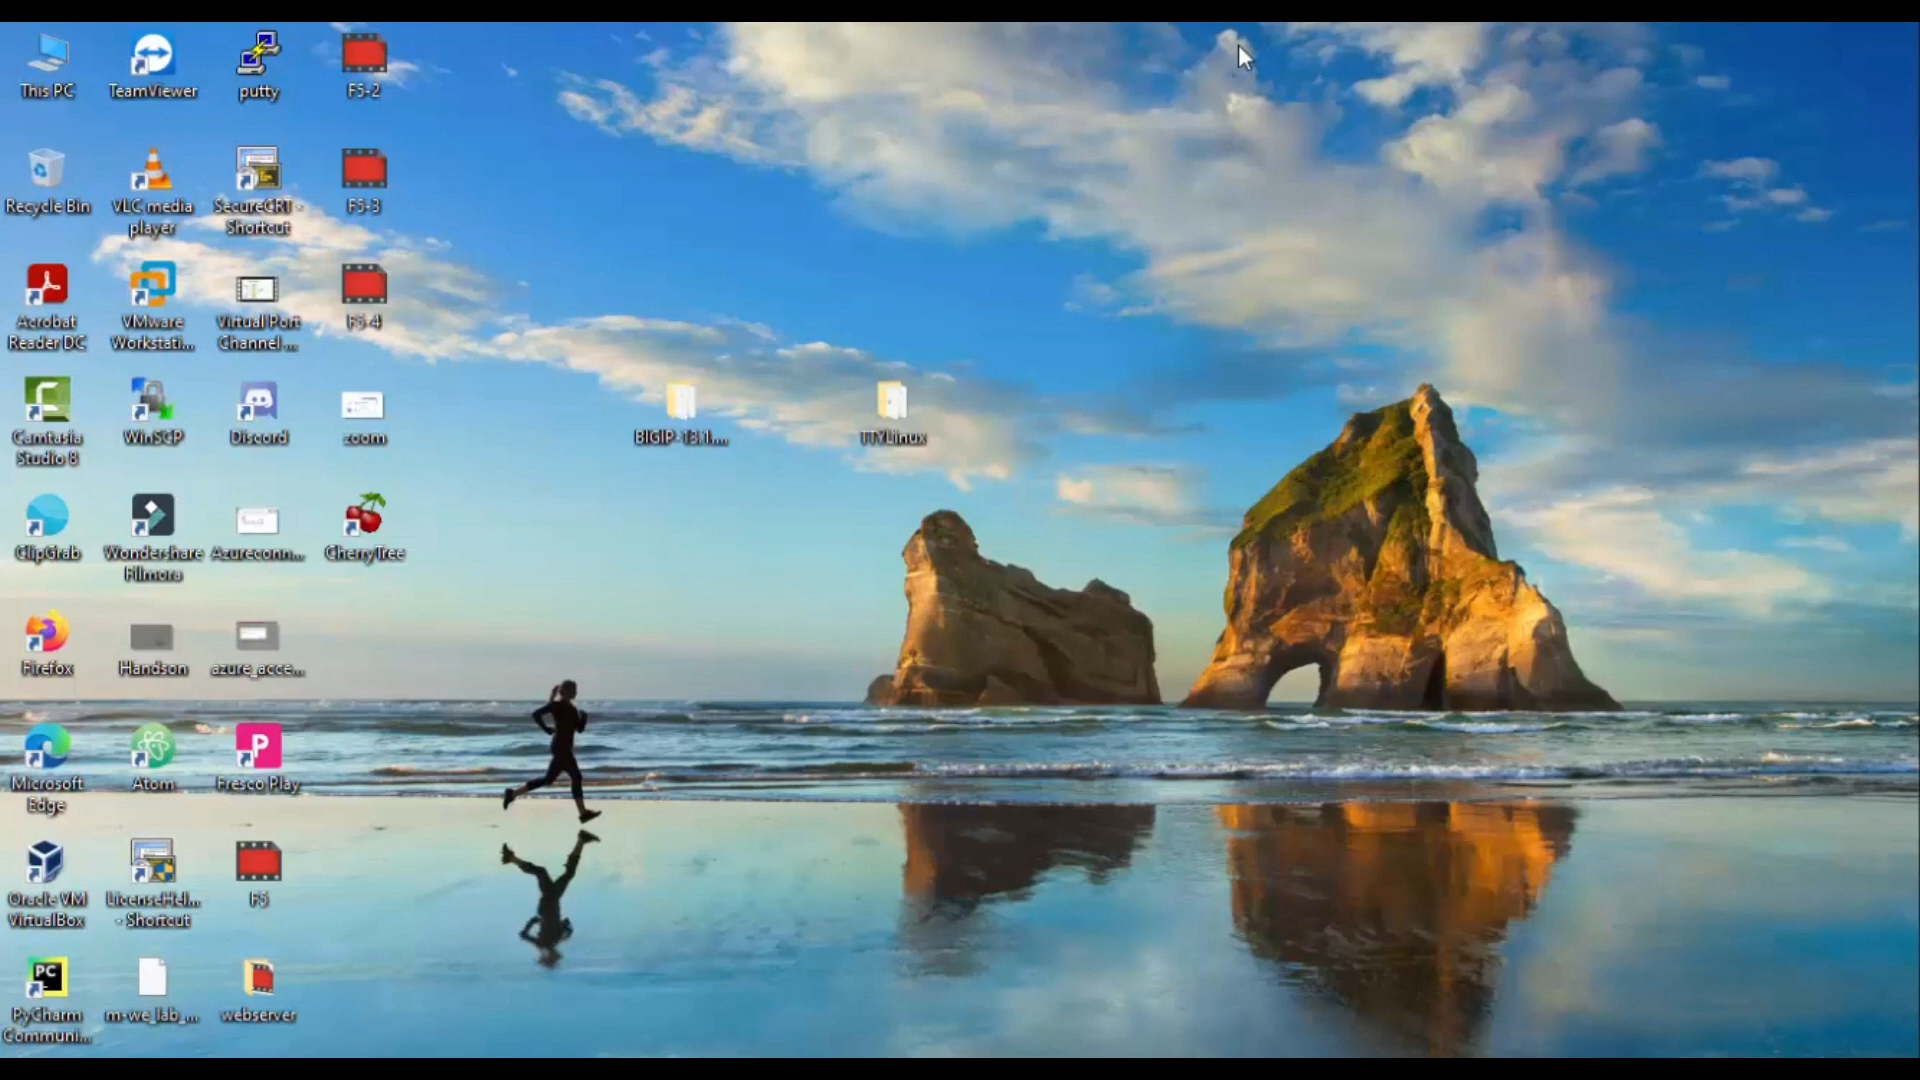 This PC
TeamViewer
putty
F5-2
Recycle Bin
VLC media
player
SecureCRT -
Shortcut
F5-3
Acrobat
Reader DC
VMware
Workstati...
Virtual Port
Channel ...
F5-4
Camtasia
Studio 8
WinSCP
Discord
zoom
BIGIP-13.1....
TTYLinux
ClipGrab
Wondershare
Filmora
Azureconn...
CherryTree
Firefox
Handson
azure_acce...
Microsoft
Edge
Atom
P
Fresco Play
Oracle VM
VirtualBox
LicenseHel...
- Shortcut
F5
PC
PyCharm
Communi...
m-we_lab_...
webserver